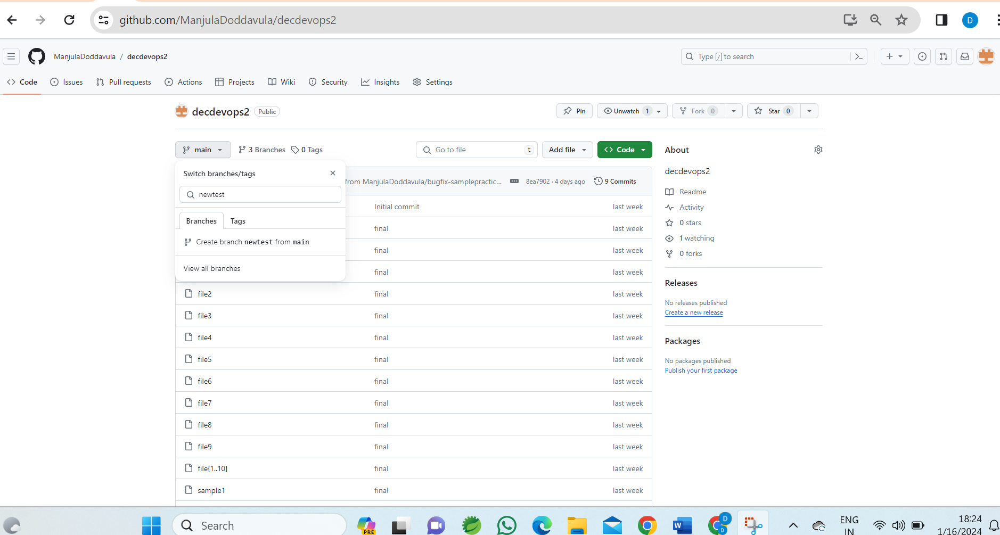 github.com/ManjulaDoddavula/decdevops2
D
ManjulaDoddavula / decdevops2
Type / to search
Code Issues Pull requests Actions Projects Wiki Security Insights Settings
decdevops2 Public
Pin Unwatch 1 Fork 0 Star 0
main 3 Branches 0 Tags Go to file t Add file Code
Switch branches/tags
newtest
Branches Tags
Create branch newtest from main
View all branches
from ManjulaDoddavula/bugfix-samplepractic... 8ea7902 · 4 days ago 9 Commits
Initial commit last week
final last week
final last week
final last week
file2 final last week
file3 final last week
file4 final last week
file5 final last week
file6 final last week
file7 final last week
file8 final last week
file9 final last week
file{1..10] final last week
sample1 final last week
About
decdevops2
Readme
Activity
0 stars
1 watching
0 forks
Releases
No releases published
Create a new release
Packages
No packages published
Publish your first package
Search
PRE
W
D
D
ENG
IN
18:24
1/16/2024